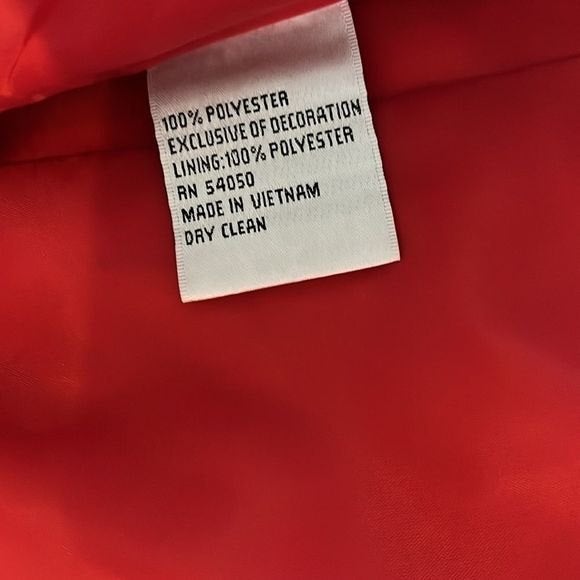 100% POLYESTER
EXCLUSIVE OF DECORATION
LINING:100% POLYESTER
RN 54050
MADE IN VIETNAM
DRY CLEAN